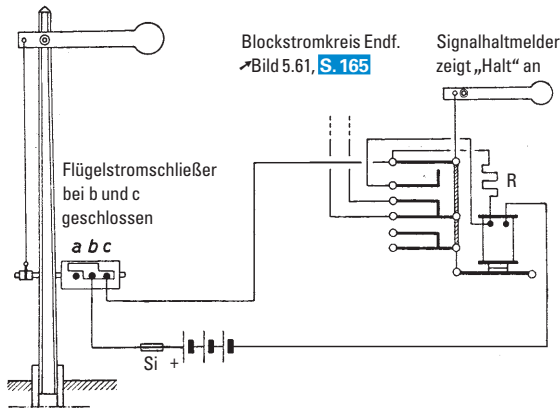 Blockstromkreis Endf.
↗Bild 5.61, S. 165
Signalhaltmelder
zeigt „Halt“ an
Flügelstromschließer
bei b und c
geschlossen
a b c
R
Si +